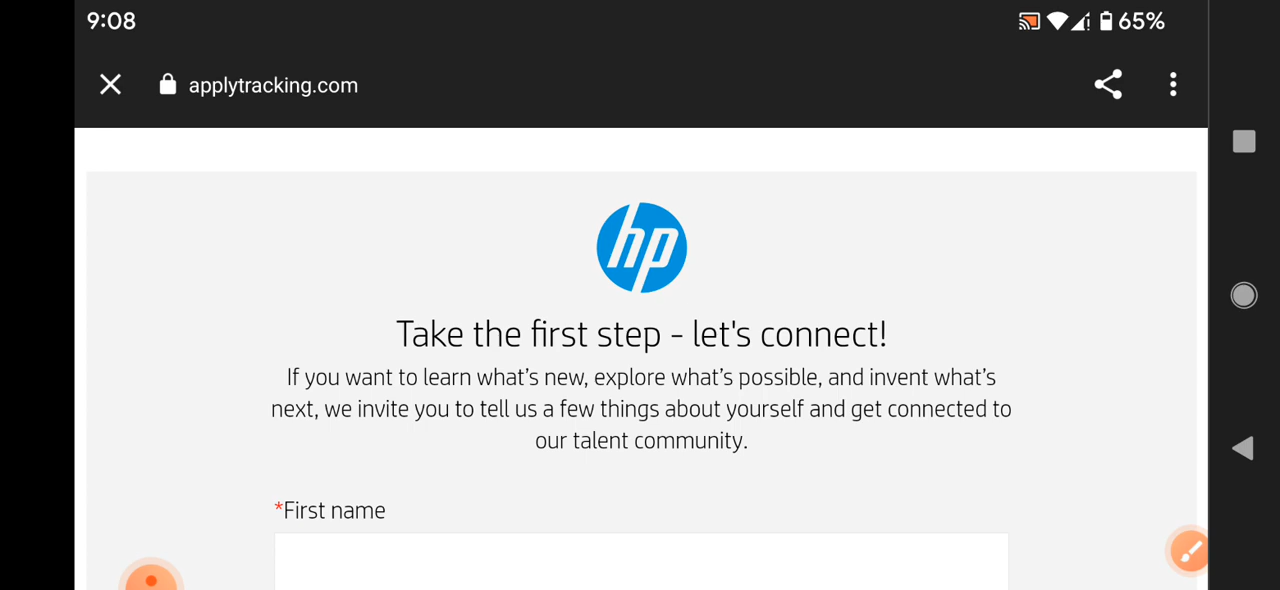 9:08
65%
applytracking.com
hp
Take the first step - let's connect!
If you want to learn what’s new, explore what’s possible, and invent what’s
next, we invite you to tell us a few things about yourself and get connected to
our talent community.
*First name